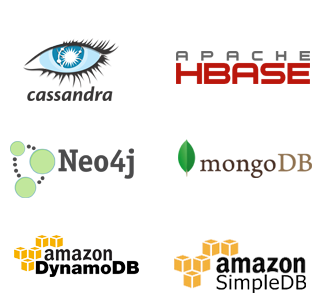 cassandra
APACHE
HBASE
Neo4j
mongoDB
amazon
DynamoDB
amazon
SimpleDB